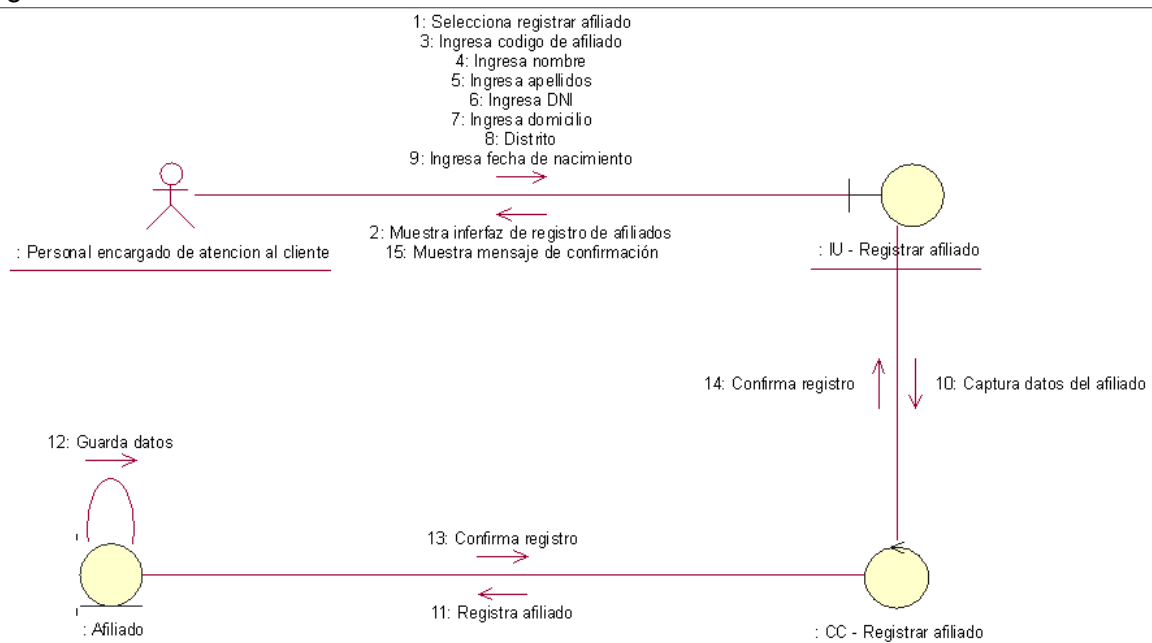 1: Selecciona registrar afiliado
3: Ingresa codigo de afiliado
4: Ingresa nombre
5: Ingresa apellidos
6: Ingresa DNI
7: Ingresa domicilio
8: Distrito
9: Ingresa fecha de nacimiento
2: Muestra inferfaz de registro de afiliados
15: Muestra mensaje de confirmación
: Personal encargado de atencion al cliente
: IU - Registrar afiliado
14: Confirma registro
10: Captura datos del afiliado
12: Guarda datos
13: Confirma registro
11: Registra afiliado
: Afiliado
: CC - Registrar afiliado